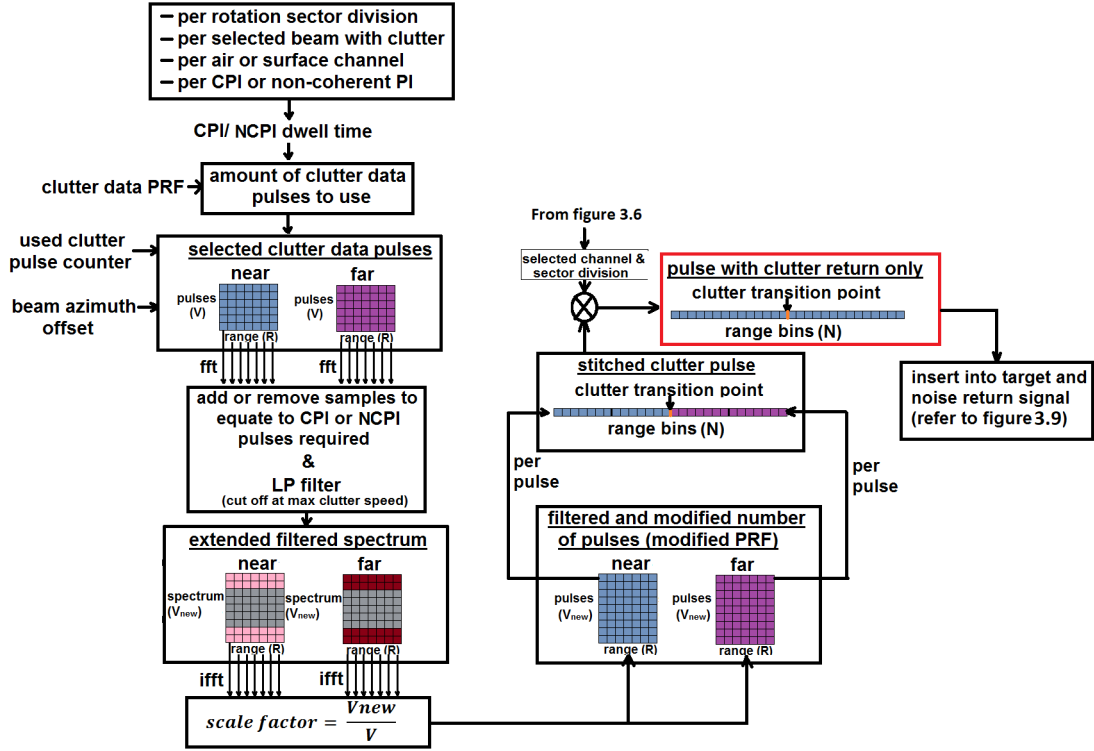 – per rotation sector division
– per selected beam with clutter
– per air or surface channel
– per CPI or non-coherent PI
CPI/ NCPI dwell time
clutter data PRF
amount of clutter data
pulses to use
used clutter
pulse counter
beam azimuth
offset
selected clutter data pulses
near
far
pulses
(V)
pulses
(V)
range (R)
range (R)
fft
fft
add or remove samples to
equate to CPI or NCPI
pulses required
&
LP filter
(cut off at max clutter speed)
extended filtered spectrum
near
far
spectrum
(Vnew)
spectrum
(Vnew)
range (R)
range (R)
ifft
ifft
scale factor = Vnew/V
From figure 3.6
selected channel &
sector division
pulse with clutter return only
clutter transition point
range bins (N)
stitched clutter pulse
clutter transition point
range bins (N)
insert into target and
noise return signal
(refer to figure 3.9)
per
pulse
per
pulse
filtered and modified number
of pulses (modified PRF)
near
far
pulses
(Vnew)
pulses
(Vnew)
range (R)
range (R)